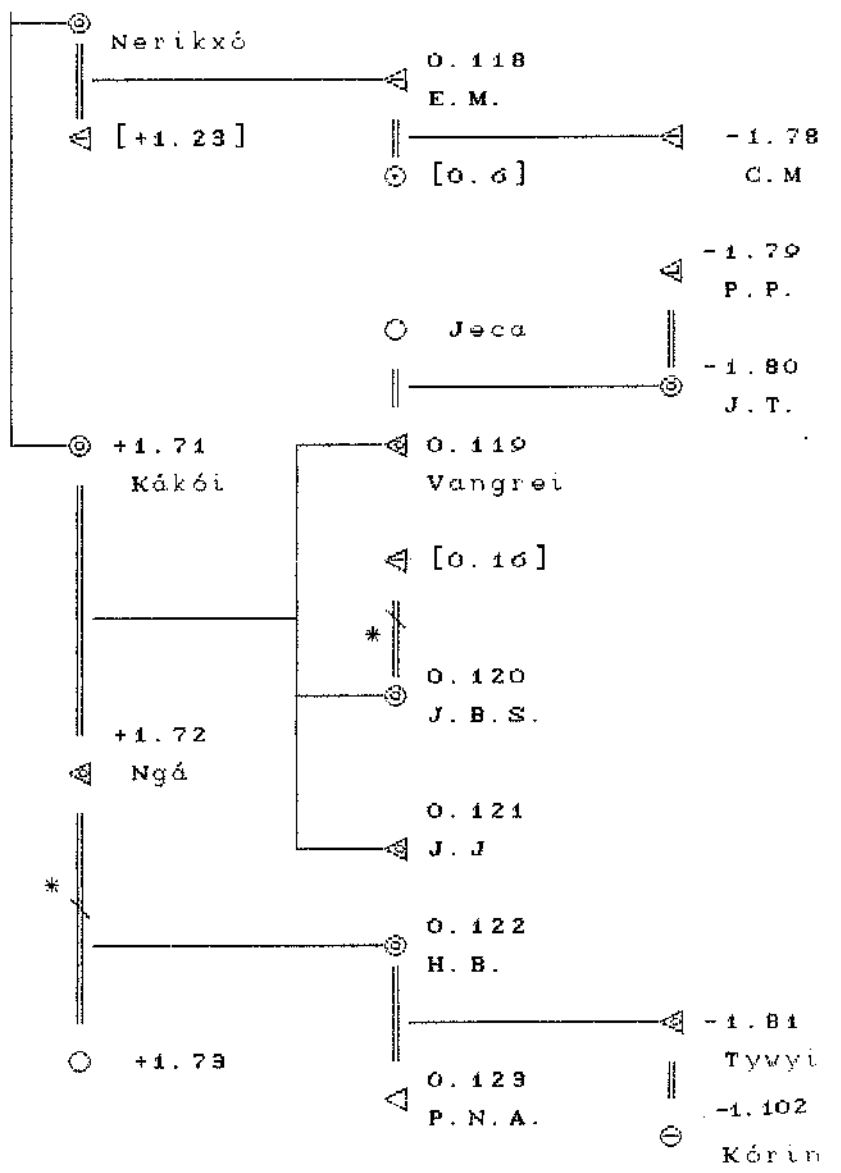 Nerikxó
0.118
E.M.
[+1.23]
-1.78
C.M
[0.6]
-1.79
P.P.
Jeca
-1.80
J.T.
+1.71
Kákói
0.119
Vangrei
[0.16]
*
0.120
J.B.S.
+1.72
Ngá
0.121
J.J
*
0.122
H.B.
-1.81
Tywyi
+1.73
0.123
P.N.A.
-1.102
Kórin